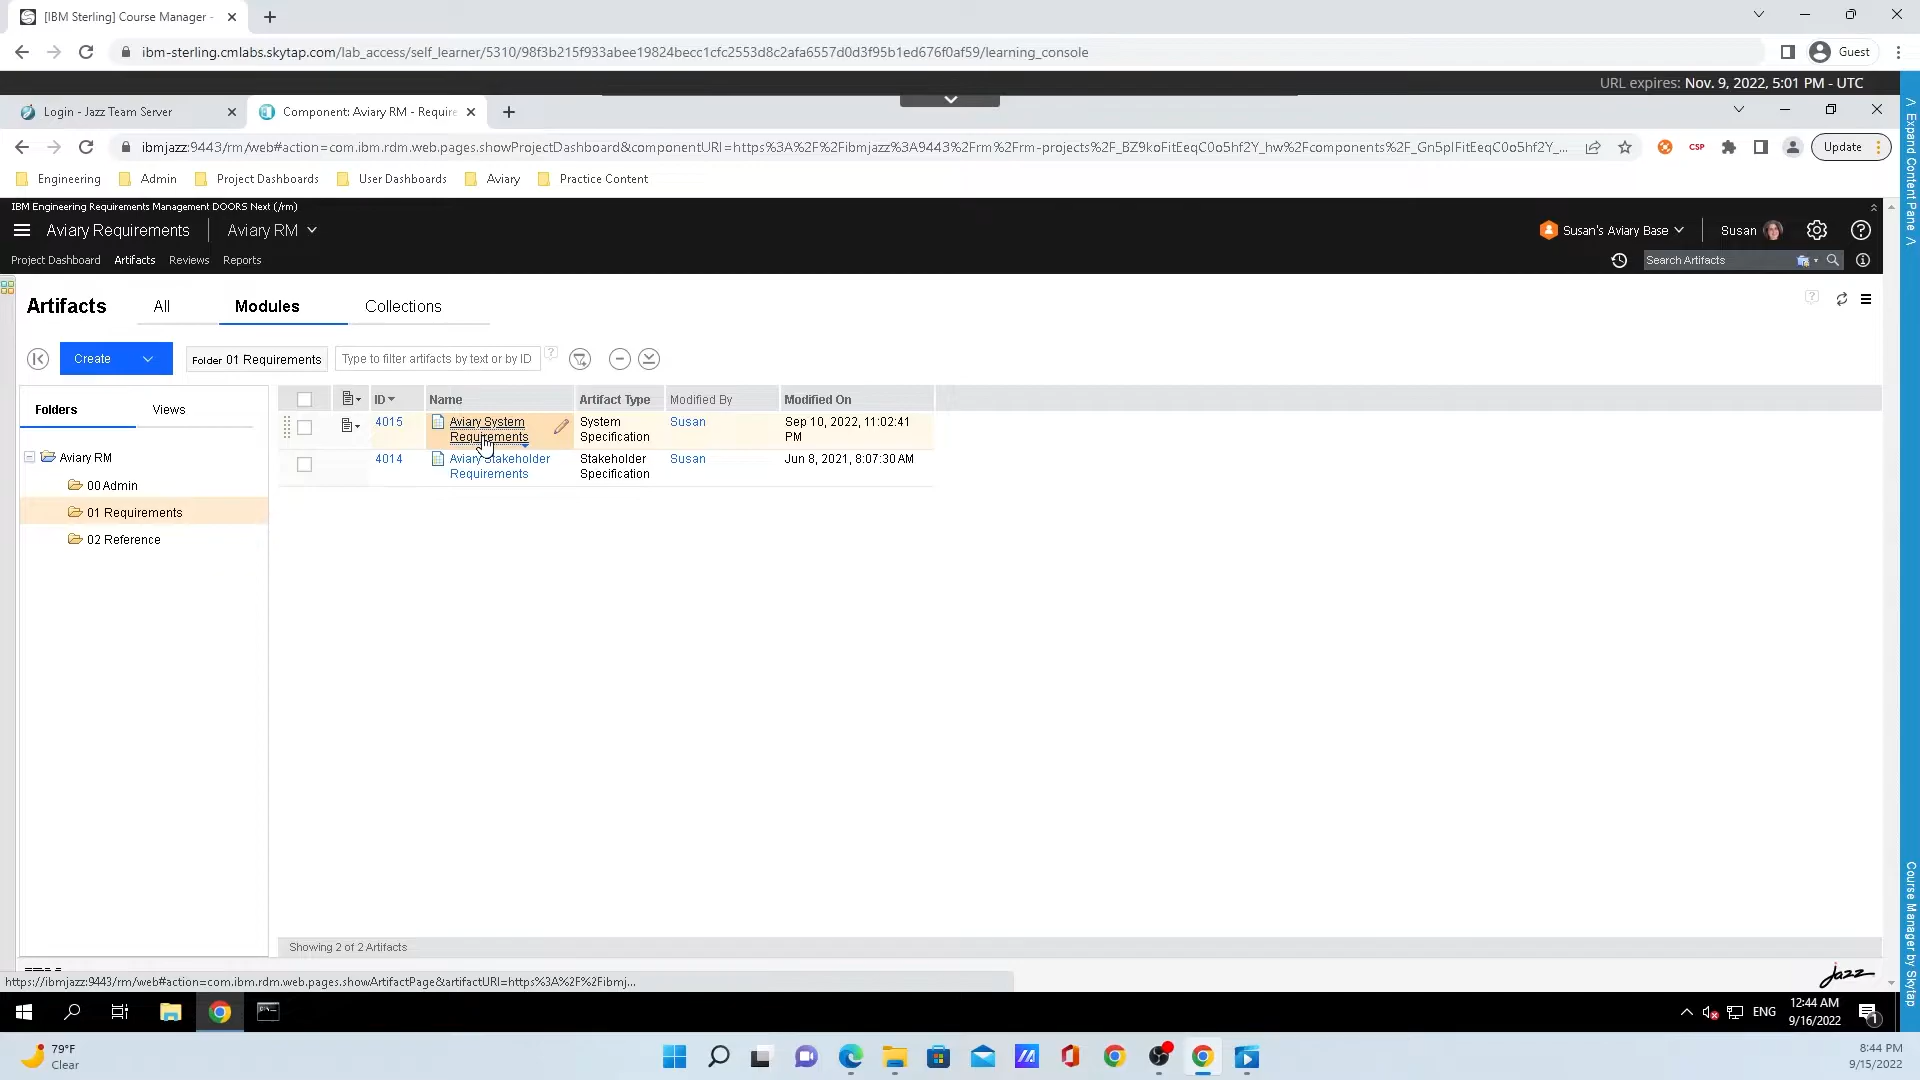 [IBM Sterling] Course Manager -
ibm-sterling.cmlabs.skytap.com/lab_access/self_learner/5310/98f3b215f933abee19824becc1cfc2553d8c2afa6557d0d3f95b1ed676f0af59/learning_console
Guest
URL expires: Nov. 9, 2022, 5:01 PM - UTC
Login - Jazz Team Server
Component: Aviary RM - Require
ibmjazz:9443/rm/web#action=com.ibm.rdm.web.pages.showProjectDashboard&componentURI=https%3A%2F%2Fibmjazz%3A9443%2Frm%2Frm-projects%2F_BZ9koFitEeqC0o5hf2Y_hw%2Fcomponents%2F_Gn5pIFitEeqC0o5hf2Y_...
CSP
Update
Engineering
Admin
Project Dashboards
User Dashboards
Aviary
Practice Content
IBM Engineering Requirements Management DOORS Next (/rm)
Aviary Requirements
Aviary RM
Susan's Aviary Base
Susan
Project Dashboard
Artifacts
Reviews
Reports
Search Artifacts
Artifacts
All
Modules
Collections
Create
Folder 01 Requirements
Type to filter artifacts by text or by ID
Folders
Views
Aviary RM
00 Admin
01 Requirements
02 Reference
ID
Name
Artifact Type
Modified By
Modified On
4015
Aviary System
Requirements
System
Specification
Susan
Sep 10, 2022, 11:02:41
PM
4014
Aviary Stakeholder
Requirements
Stakeholder
Specification
Susan
Jun 8, 2021, 8:07:30 AM
Showing 2 of 2 Artifacts
https://ibmjazz:9443/rm/web#action=com.ibm.rdm.web.pages.showArtifactPage&artifactURI=https%3A%2F%2Fibmj...
Jazz
Expand Content Pane
Course Manager by Skytap
ENG
12:44 AM
9/16/2022
1
79°F
Clear
8:44 PM
9/15/2022